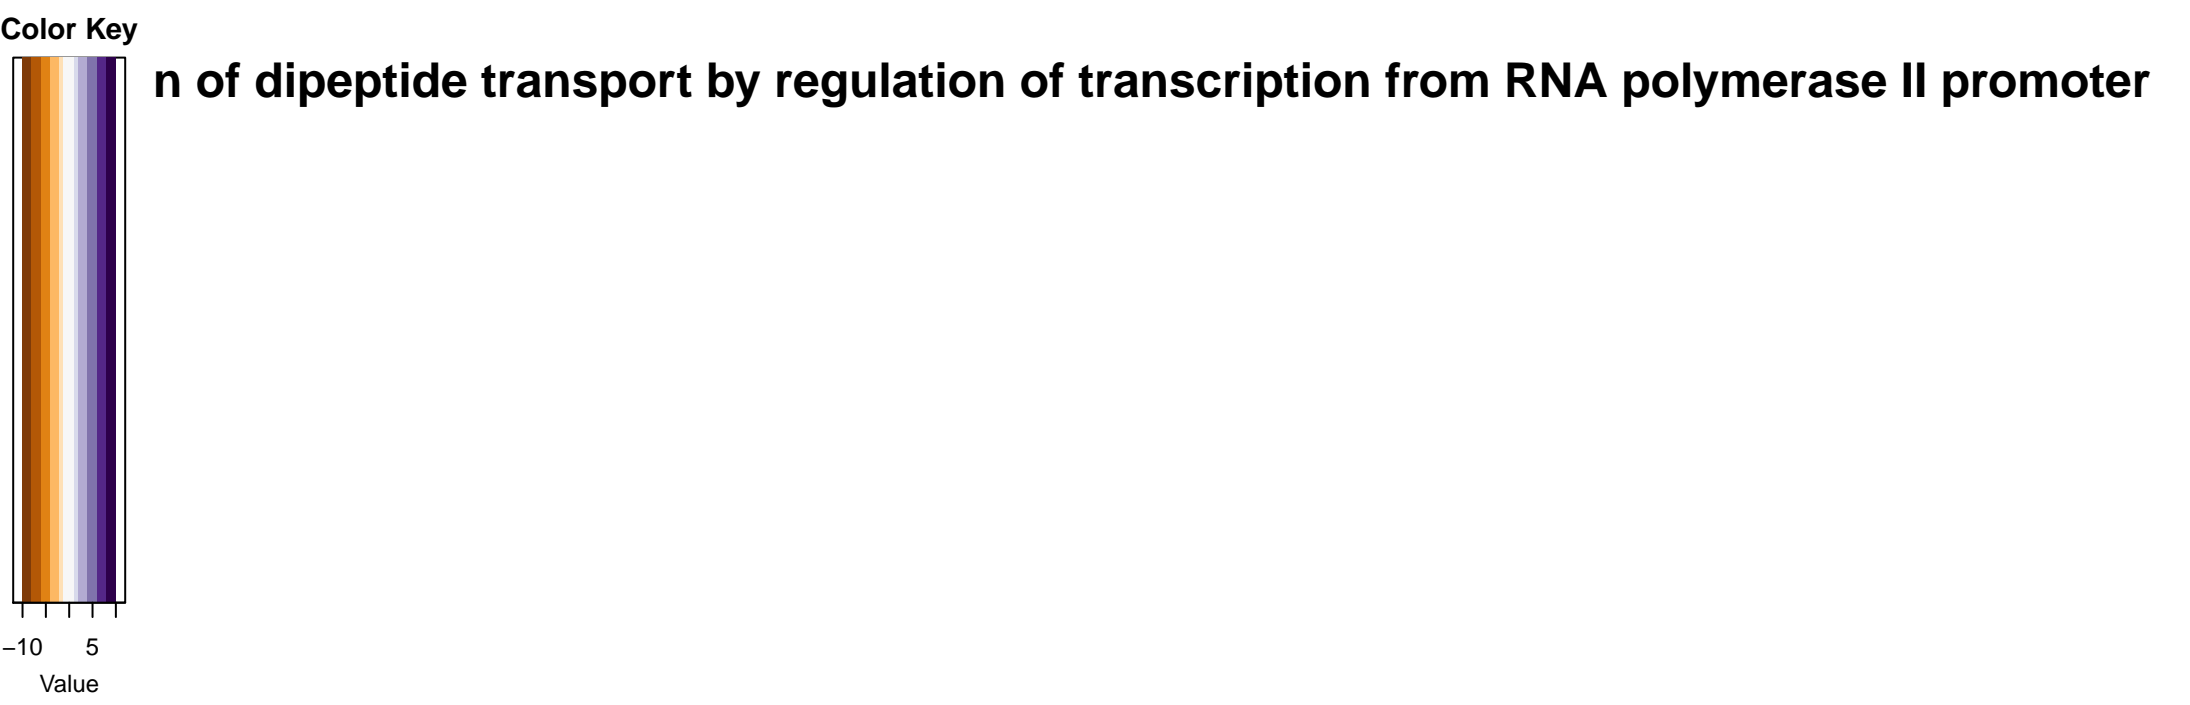 Color Key
n of dipeptide transport by regulation of transcription from RNA polymerase II promoter
−10 5
Value